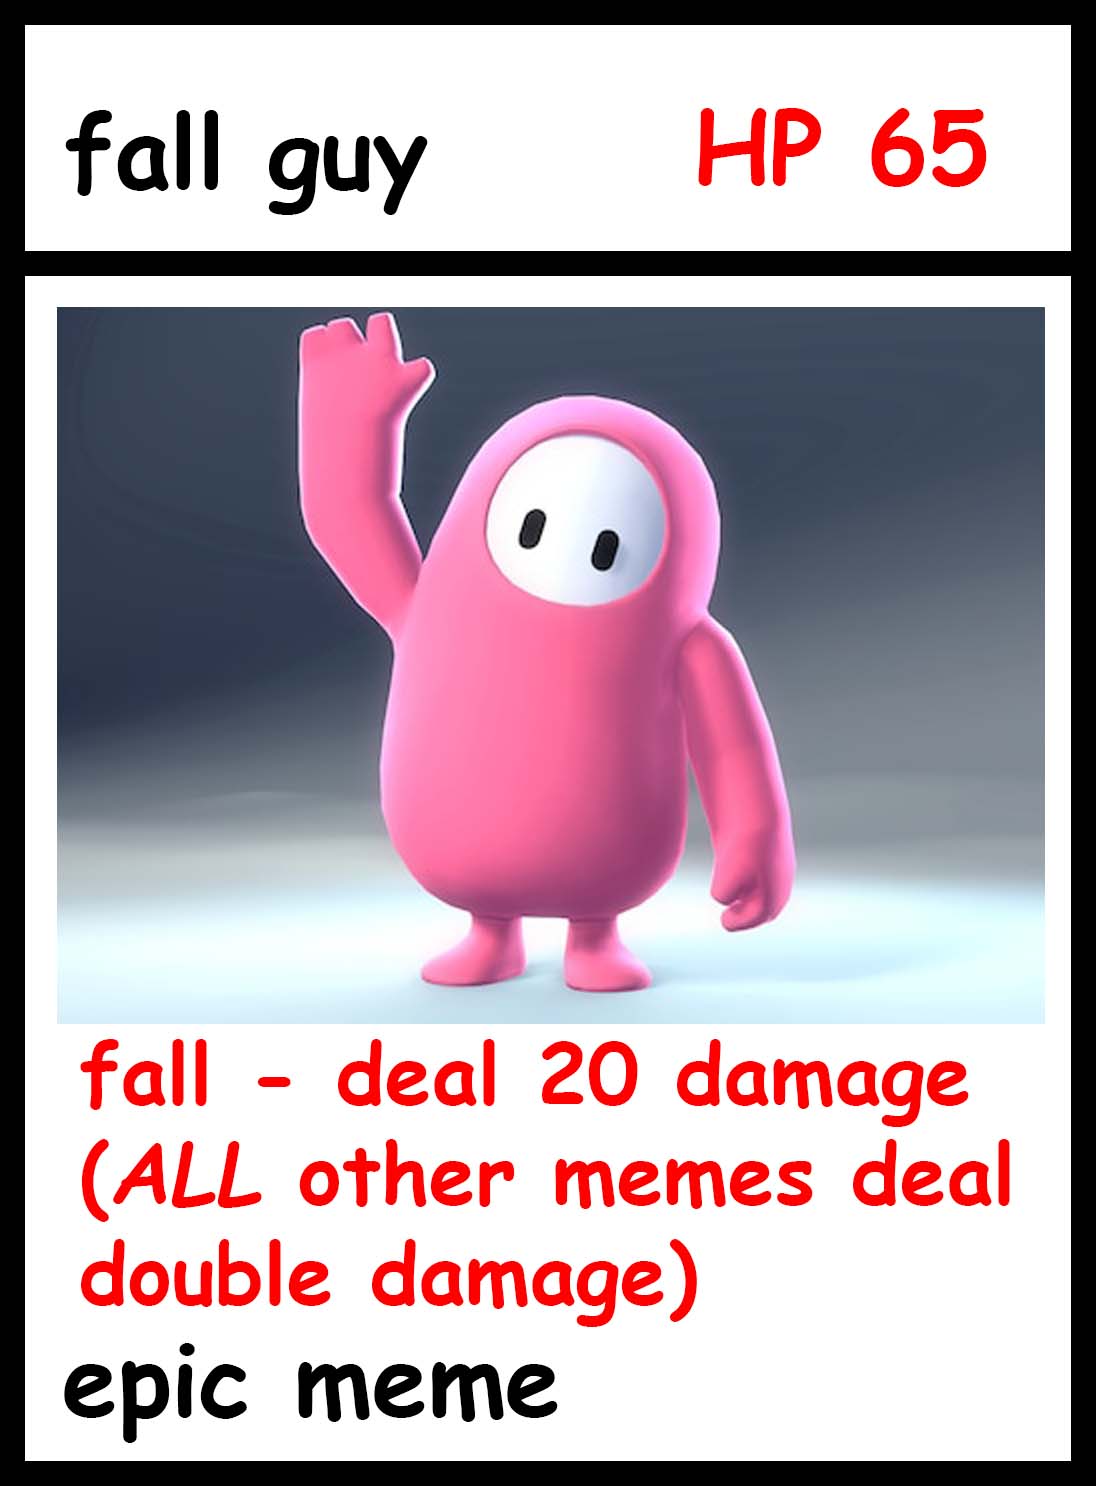 fall guy HP 65
fall - deal 20 damage
(ALL other memes deal
double damage)
epic meme